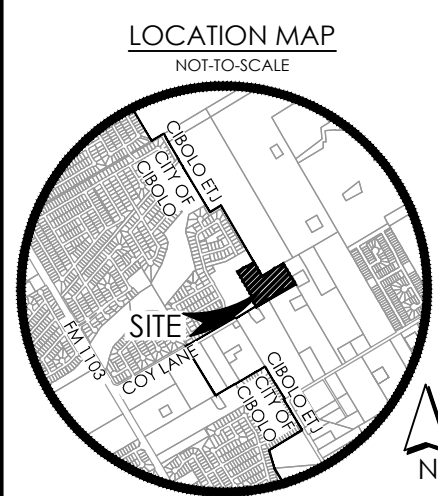 LOCATION MAP
NOT-TO-SCALE
CIBOLO ETJ
CITY OF
CIBOLO
SITE
FM 1103
COY LANE
CIBOLO ETJ
CITY OF
CIBOLO
N